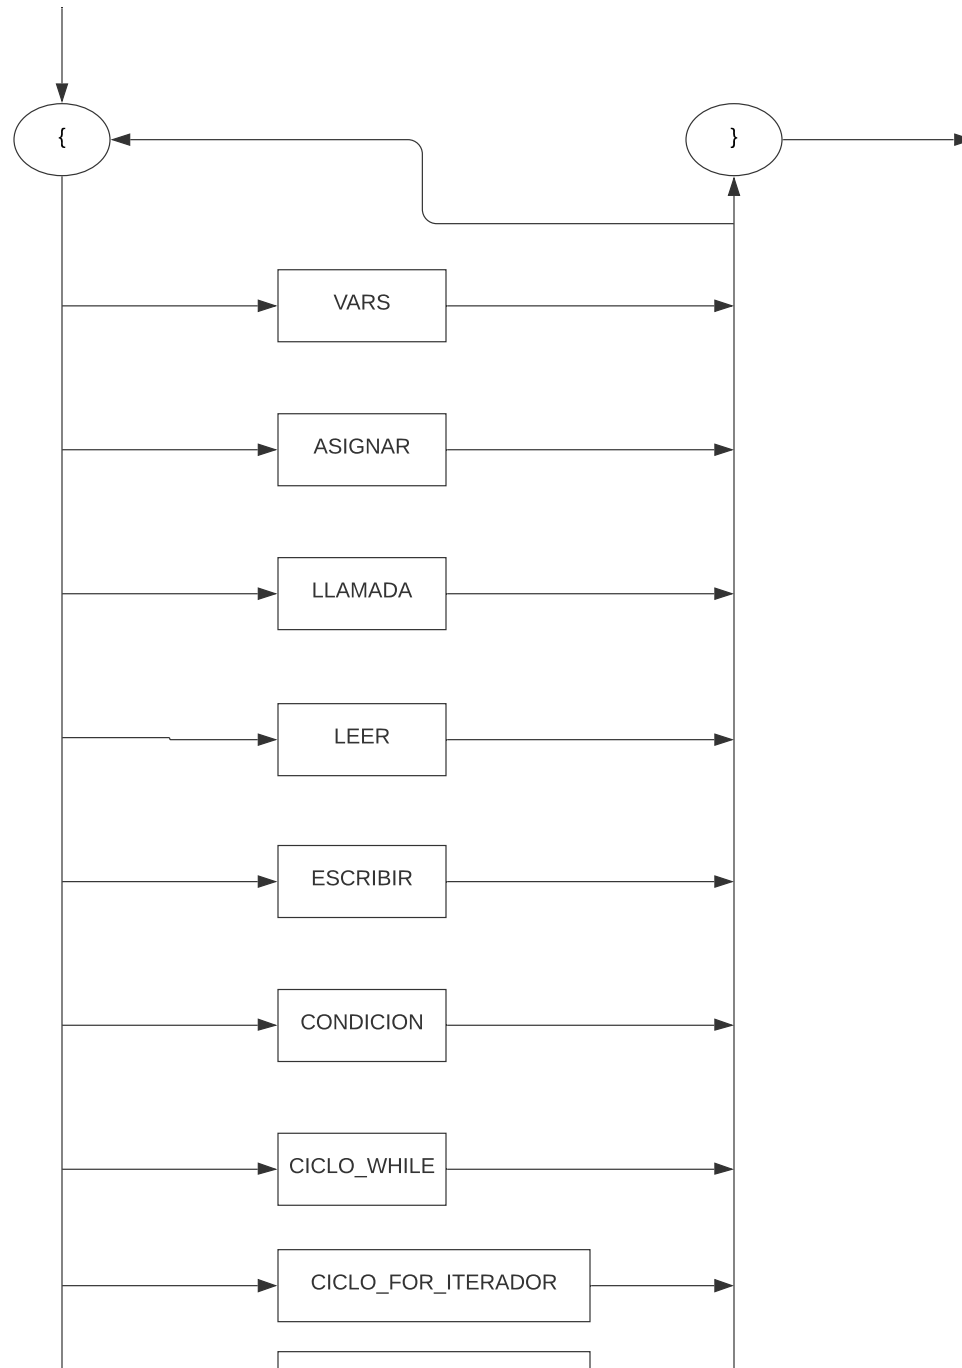 {
}
VARS
ASIGNAR
LLAMADA
LEER
ESCRIBIR
CONDICION
CICLO_WHILE
CICLO_FOR_ITERADOR